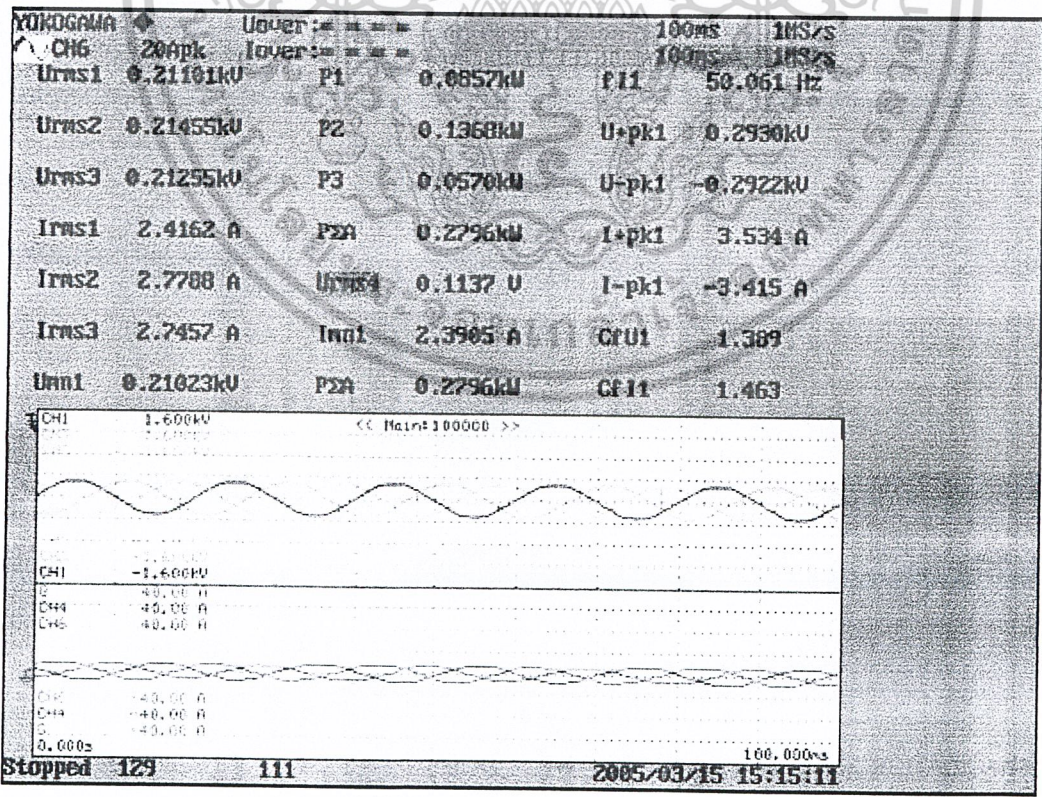 YOKOGAWA Uover:= = = = 100ms 1MS/s
CH6 20Apk Iover:= = = = 100ms 1MS/s
Urms1 0.21101kV P1 0.0857kW fI1 50.061 Hz
Urms2 0.21455kV P2 0.1368kW U+pk1 0.2930kV
Urms3 0.21255kV P3 0.0570kW U-pk1 -0.2922kV
Irms1 2.4162 A PΣA 0.2796kW I+pk1 3.534 A
Irms2 2.7788 A Urms4 0.1137 V I-pk1 -3.415 A
Irms3 2.7457 A Imn1 2.3905 A CfU1 1.389
Umn1 0.21023kV PΣA 0.2796kW CfI1 1.463
CH1 1.600kV << Main:100000 >>
CH1 -1.600kV
40.00 A
CH4 40.00 A
CH6 40.00 A
-40.00 A
CH4 -40.00 A
-40.00 A
0.000s 100.000ms
Stopped 129 111 2005/03/15 15:15:11